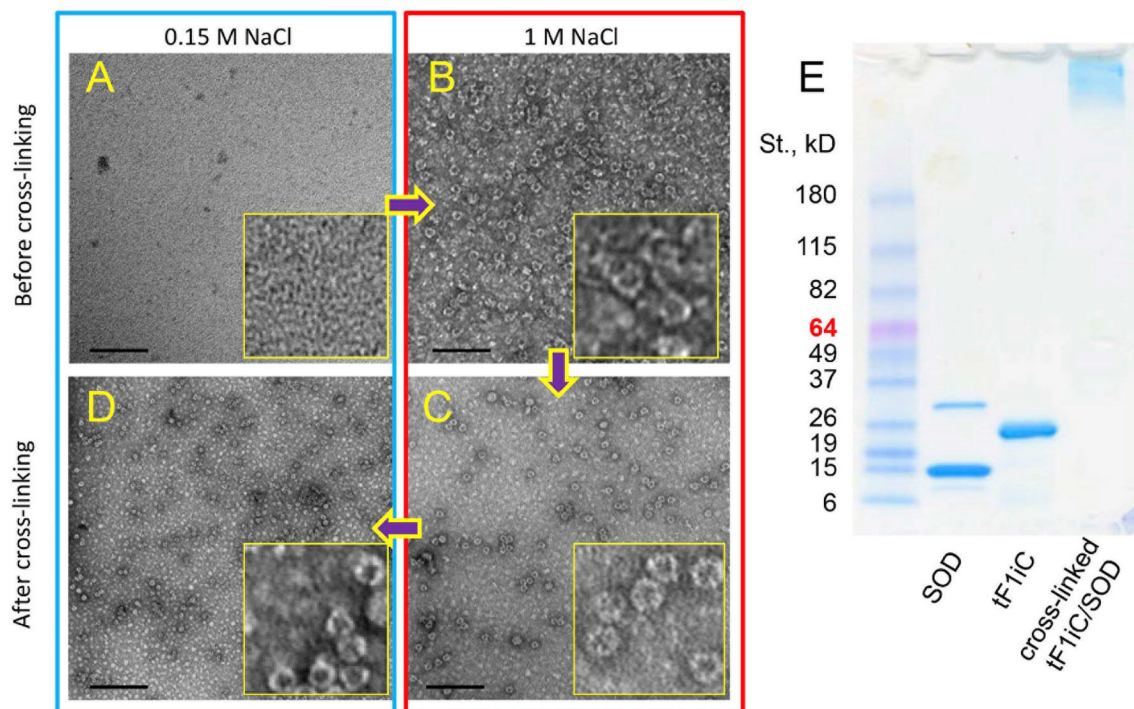 0.15 M NaCl
1 M NaCl
Before cross-linking
After cross-linking
A
B
D
C
E
St., kD
180
115
82
64
49
37
26
19
15
6
SOD
tF1iC
cross-linked
tF1iC/SOD